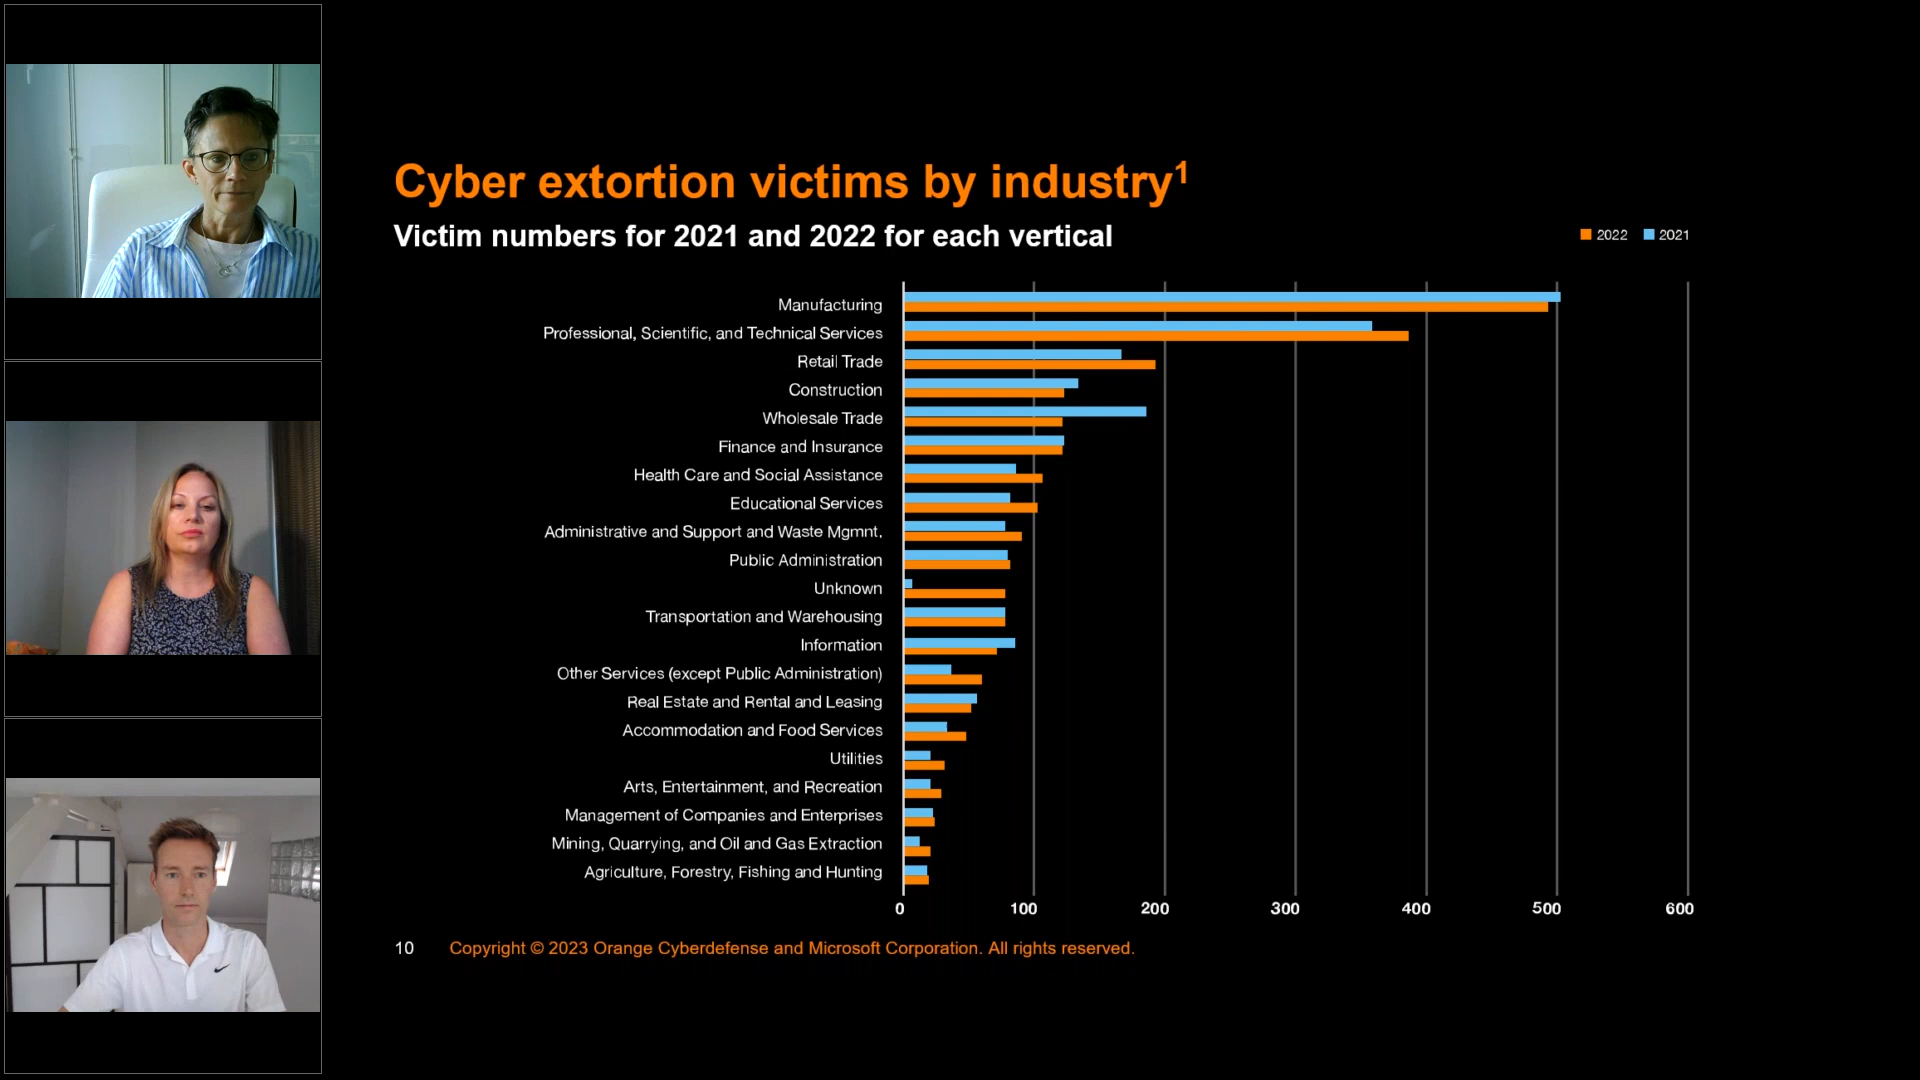 Cyber extortion victims by industry¹
Victim numbers for 2021 and 2022 for each vertical
2022 2021
Manufacturing
Professional, Scientific, and Technical Services
Retail Trade
Construction
Wholesale Trade
Finance and Insurance
Health Care and Social Assistance
Educational Services
Administrative and Support and Waste Mgmnt.
Public Administration
Unknown
Transportation and Warehousing
Information
Other Services (except Public Administration)
Real Estate and Rental and Leasing
Accommodation and Food Services
Utilities
Arts, Entertainment, and Recreation
Management of Companies and Enterprises
Mining, Quarrying, and Oil and Gas Extraction
Agriculture, Forestry, Fishing and Hunting
0 100 200 300 400 500 600
10 Copyright © 2023 Orange Cyberdefense and Microsoft Corporation. All rights reserved.